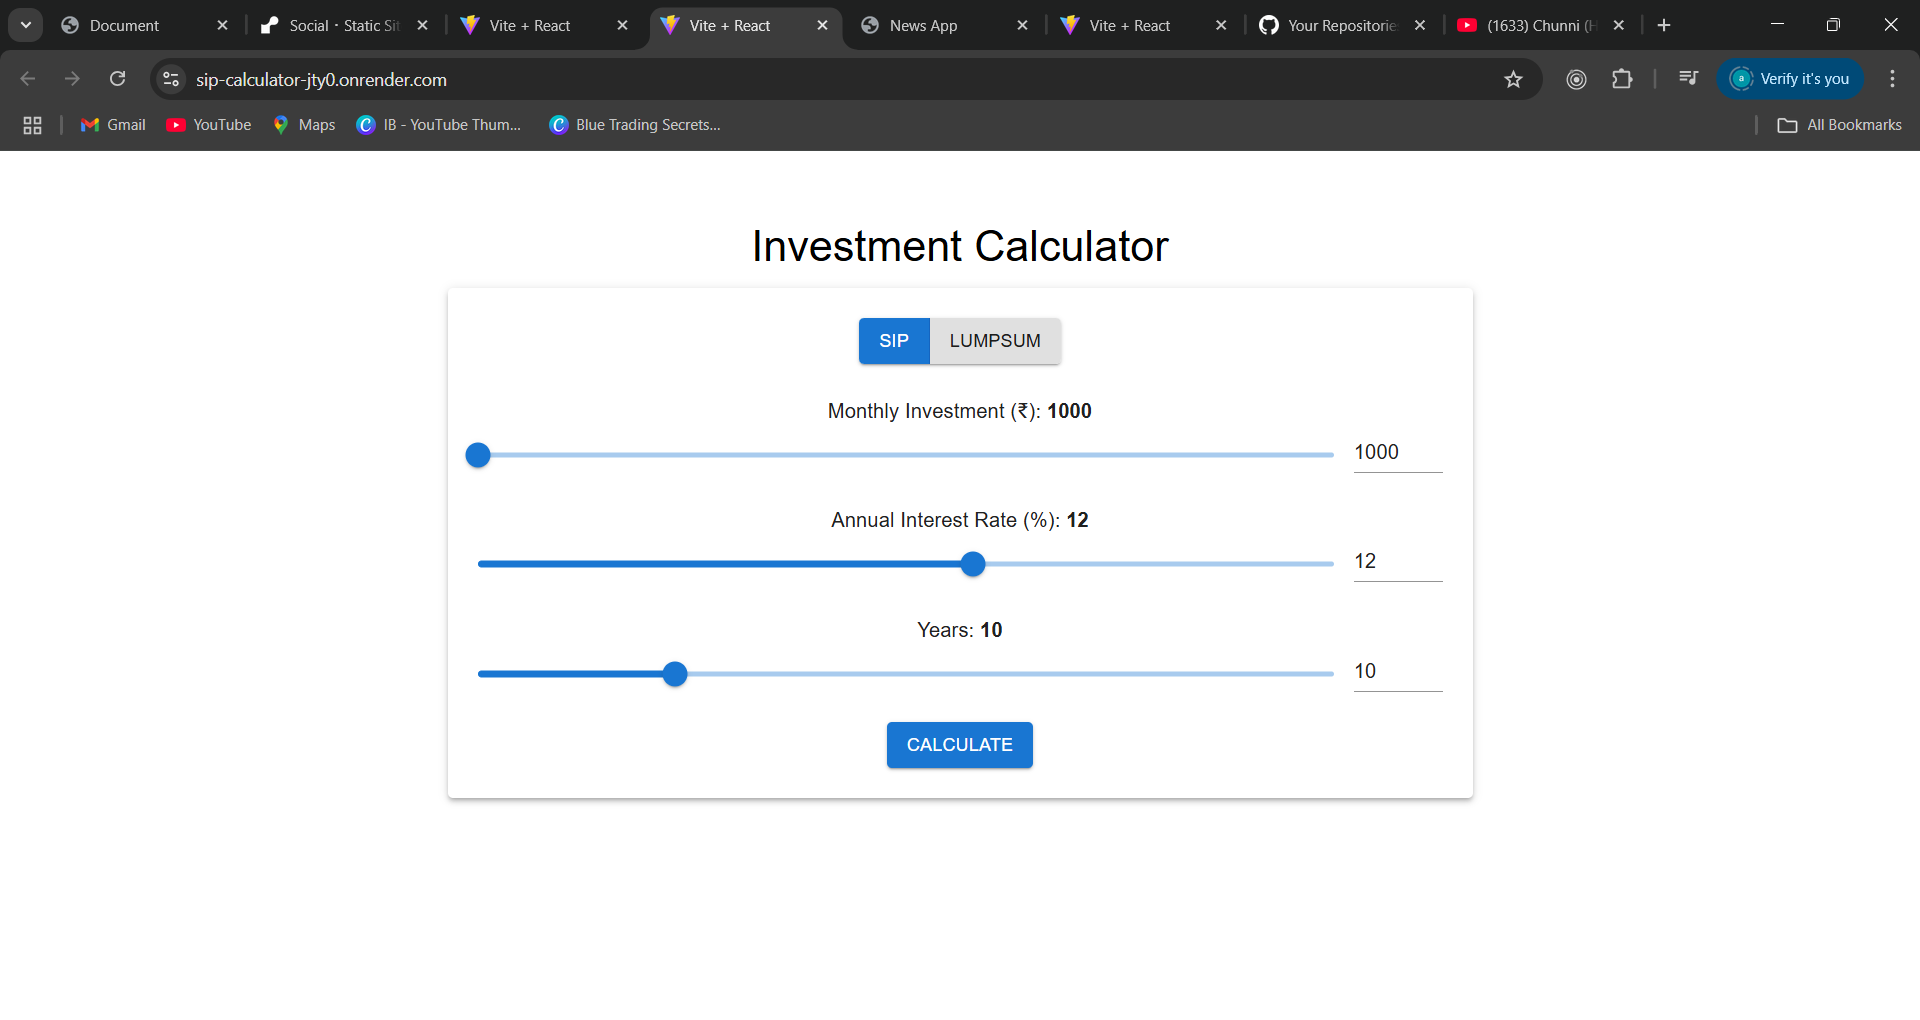 Document
Social · Static Sit
Vite + React
Vite + React
News App
Vite + React
Your Repositorie
(1633) Chunni (H
sip-calculator-jty0.onrender.com
a
Verify it's you
Gmail
YouTube
Maps
IB - YouTube Thum...
Blue Trading Secrets...
All Bookmarks
Investment Calculator
SIP
LUMPSUM
Monthly Investment (₹): 1000
1000
Annual Interest Rate (%): 12
12
Years: 10
10
CALCULATE